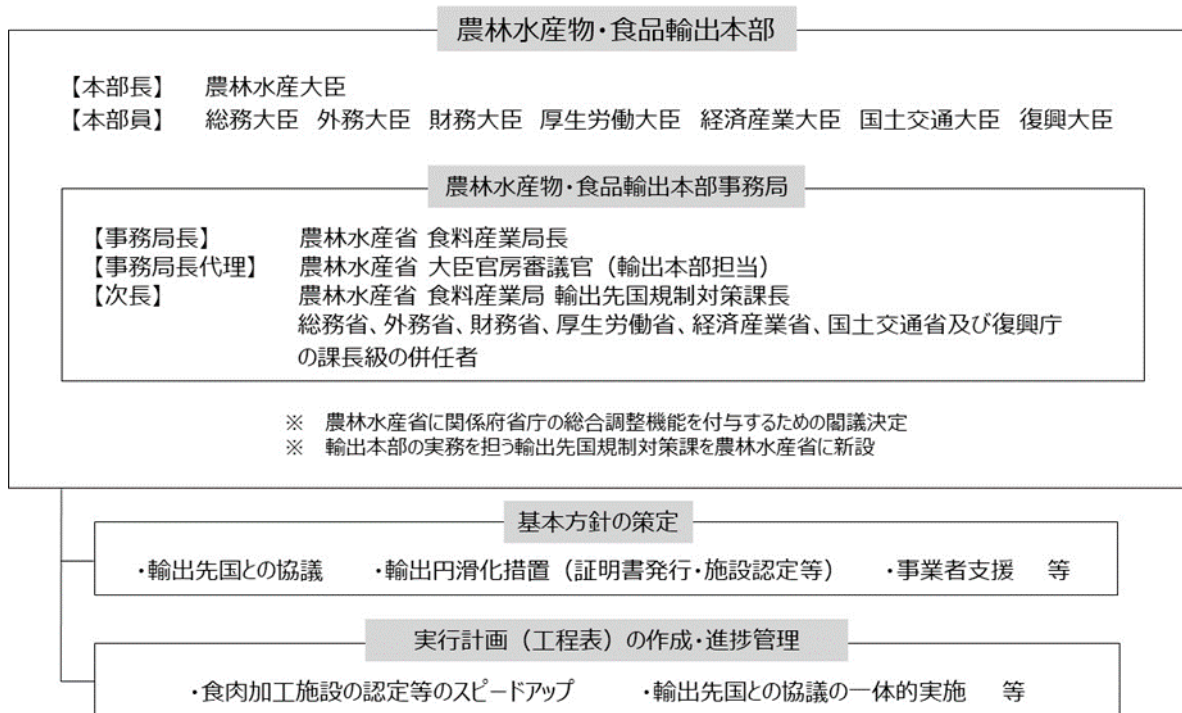 農林水産物・食品輸出本部
【本部長】 農林水産大臣
【本部員】 総務大臣 外務大臣 財務大臣 厚生労働大臣 経済産業大臣 国土交通大臣 復興大臣
農林水産物・食品輸出本部事務局
【事務局長】 農林水産省 食料産業局長
【事務局長代理】 農林水産省 大臣官房審議官（輸出本部担当）
【次長】 農林水産省 食料産業局 輸出先国規制対策課長
総務省、外務省、財務省、厚生労働省、経済産業省、国土交通省及び復興庁
の課長級の併任者
※ 農林水産省に関係府省庁の総合調整機能を付与するための閣議決定
※ 輸出本部の実務を担う輸出先国規制対策課を農林水産省に新設
基本方針の策定
・輸出先国との協議 ・輸出円滑化措置（証明書発行・施設認定等） ・事業者支援 等
実行計画（工程表）の作成・進捗管理
・食肉加工施設の認定等のスピードアップ ・輸出先国との協議の一体的実施 等